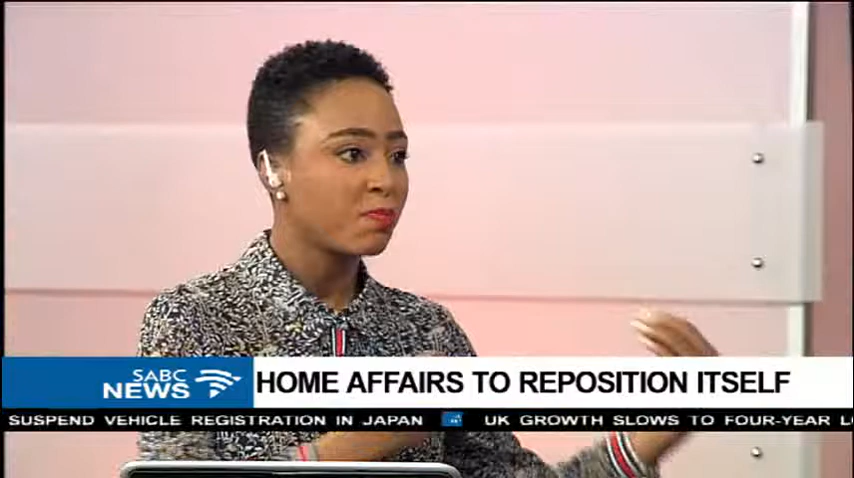 SABC
NEWS
HOME AFFAIRS TO REPOSITION ITSELF
SUSPEND VEHICLE REGISTRATION IN JAPAN UK GROWTH SLOWS TO FOUR-YEAR